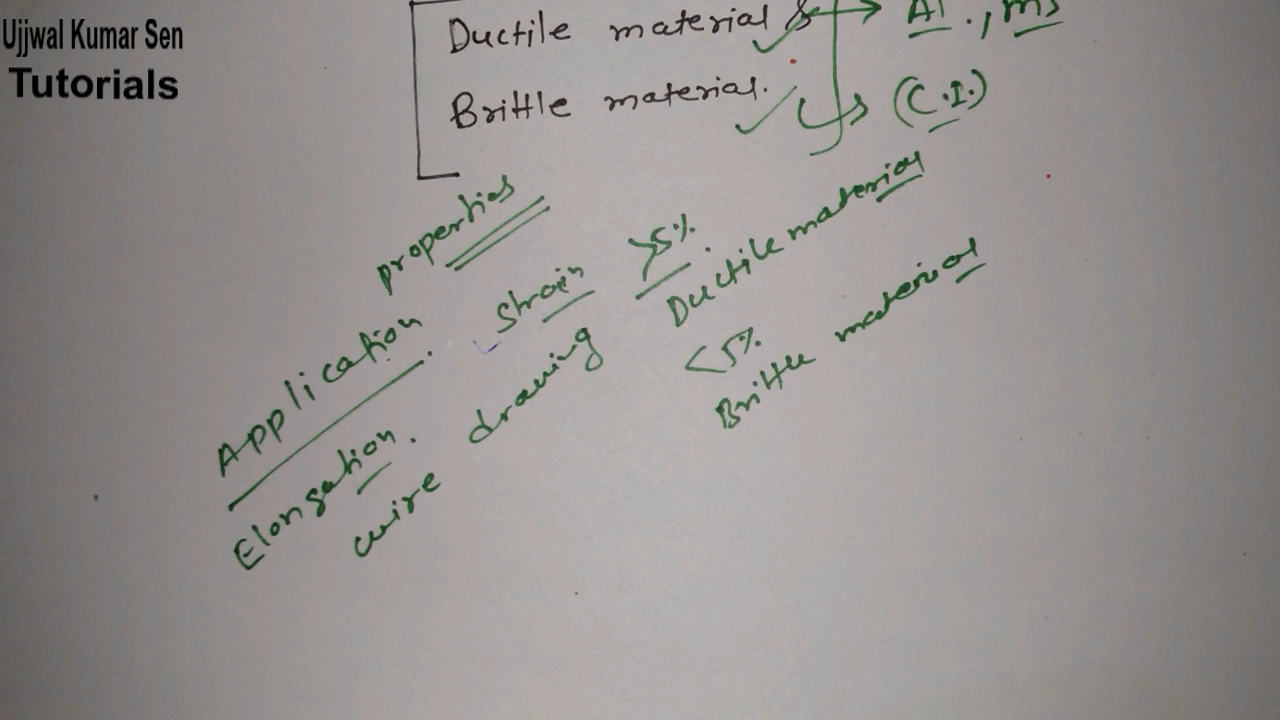 Ujjwal Kumar Sen
Tutorials
Ductile material & → Al., MS
Brittle material. → (C.I.)
properties
Application.
Strain >5%.
Ductile material
Elongation.
wire drawing
<5%
Brittle material